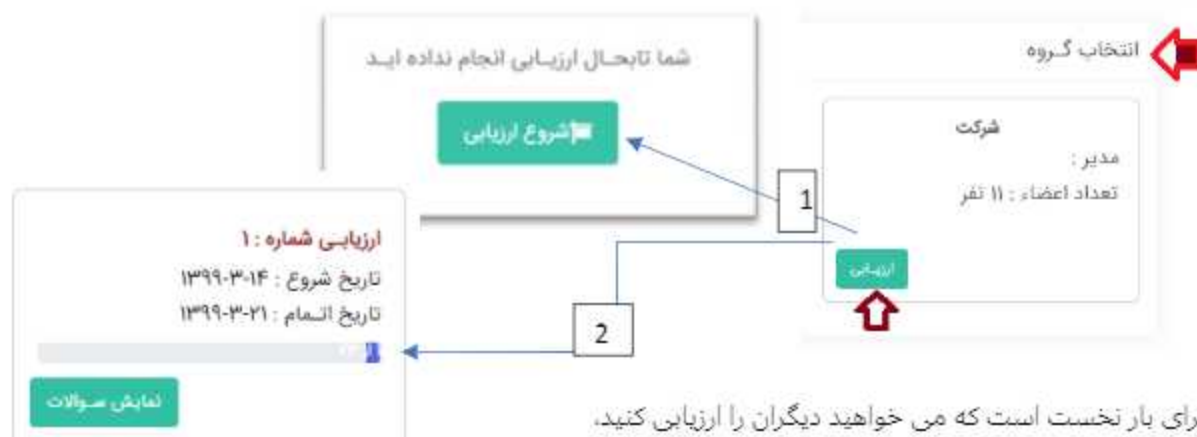 انتخاب گروه
شرکت
مدیر :
تعداد اعضاء : ۱۱ نفر
ارزیابی
شما تابحال ارزیابی انجام نداده اید
شروع ارزیابی
1
2
ارزیابی شماره : ۱
تاریخ شروع : ۱۴-۳-۱۳۹۹
تاریخ اتمام : ۲۱-۳-۱۳۹۹
نمایش سوالات
رای بار نخست است که می خواهید دیگران را ارزیابی کنید،